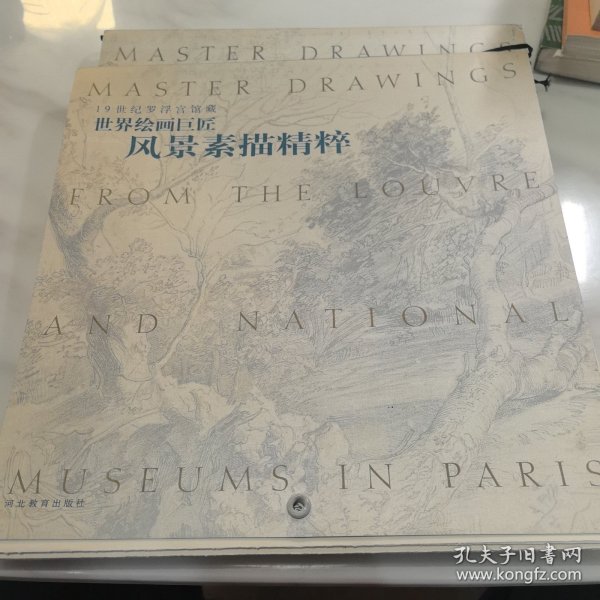 MASTER DRAWINGS
MASTER DRAWINGS
19世纪罗浮宫馆藏
世界绘画巨匠
风景素描精粹
FROM THE LOUVRE
AND NATIONAL
MUSEUMS IN PARIS
河北教育出版社
孔夫子旧书网
www.kongfz.com